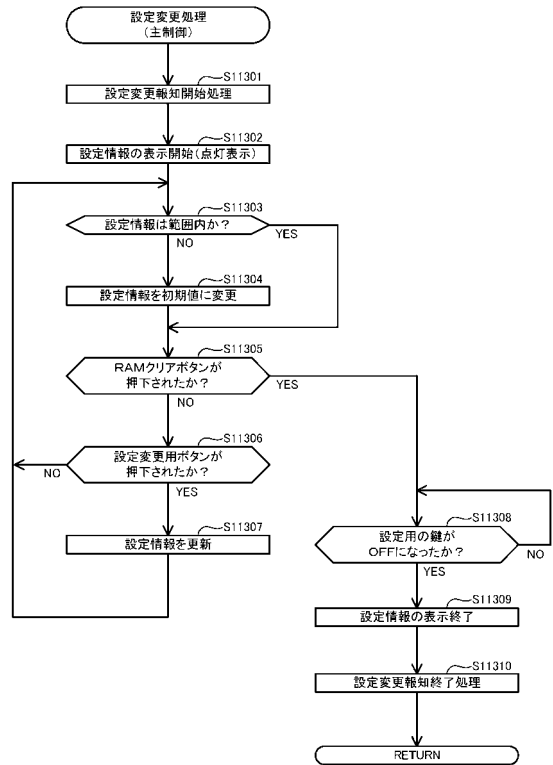 設定変更処理
(主制御)
S11301
設定変更報知開始処理
S11302
設定情報の表示開始(点灯表示)
S11303
設定情報は範囲内か?
YES
NO
S11304
設定情報を初期値に変更
S11305
RAMクリアボタンが
押下されたか?
YES
NO
S11306
設定変更用ボタンが
押下されたか?
NO
YES
S11307
設定情報を更新
S11308
設定用の鍵が
OFFになったか?
NO
YES
S11309
設定情報の表示終了
S11310
設定変更報知終了処理
RETURN